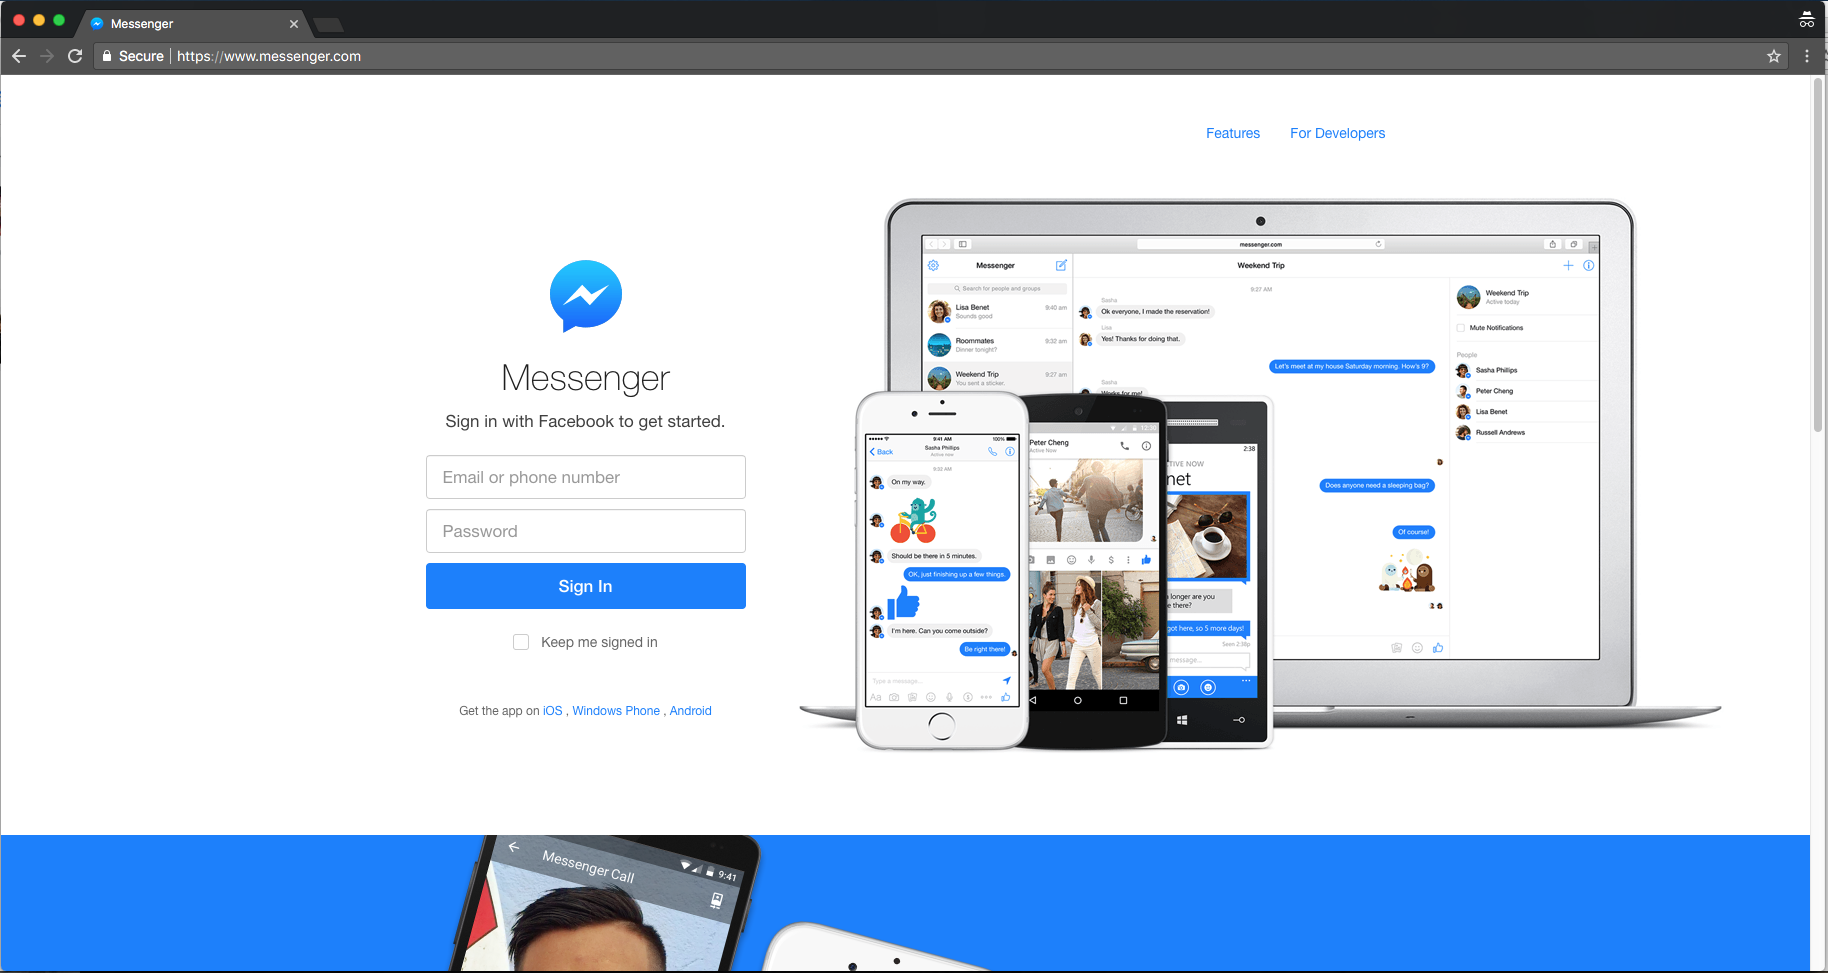 Messenger
Secure | https://www.messenger.com
Features
For Developers
Messenger
Sign in with Facebook to get started.
Email or phone number
Password
Sign In
Keep me signed in
Get the app on iOS , Windows Phone , Android
messenger.com
Messenger
Weekend Trip
Search for people and groups
Lisa Benet
9:40 am
Sounds good
Roommates
9:32 am
Dinner tonight?
Weekend Trip
9:27 am
You sent a sticker.
9:27 AM
Sasha
Ok everyone, I made the reservation!
Lisa
Yes! Thanks for doing that.
Let's meet at my house Saturday morning. How's 9?
Sasha
Works for me!
Does anyone need a sleeping bag?
Of course!
Weekend Trip
Active today
Mute Notifications
People
Sasha Phillips
Peter Cheng
Lisa Benet
Russell Andrews
9:41 AM
100%
Back
Sasha Phillips
Active now
9:32 AM
On my way.
Should be there in 5 minutes.
OK, just finishing up a few things.
I'm here. Can you come outside?
Be right there!
Type a message...
Aa
12:30
Peter Cheng
Active Now
$
2:38
TIVE NOW
net
longer are you
e there?
got here, so 5 more days!
Seen 2:38p
message...
Messenger Call
9:41